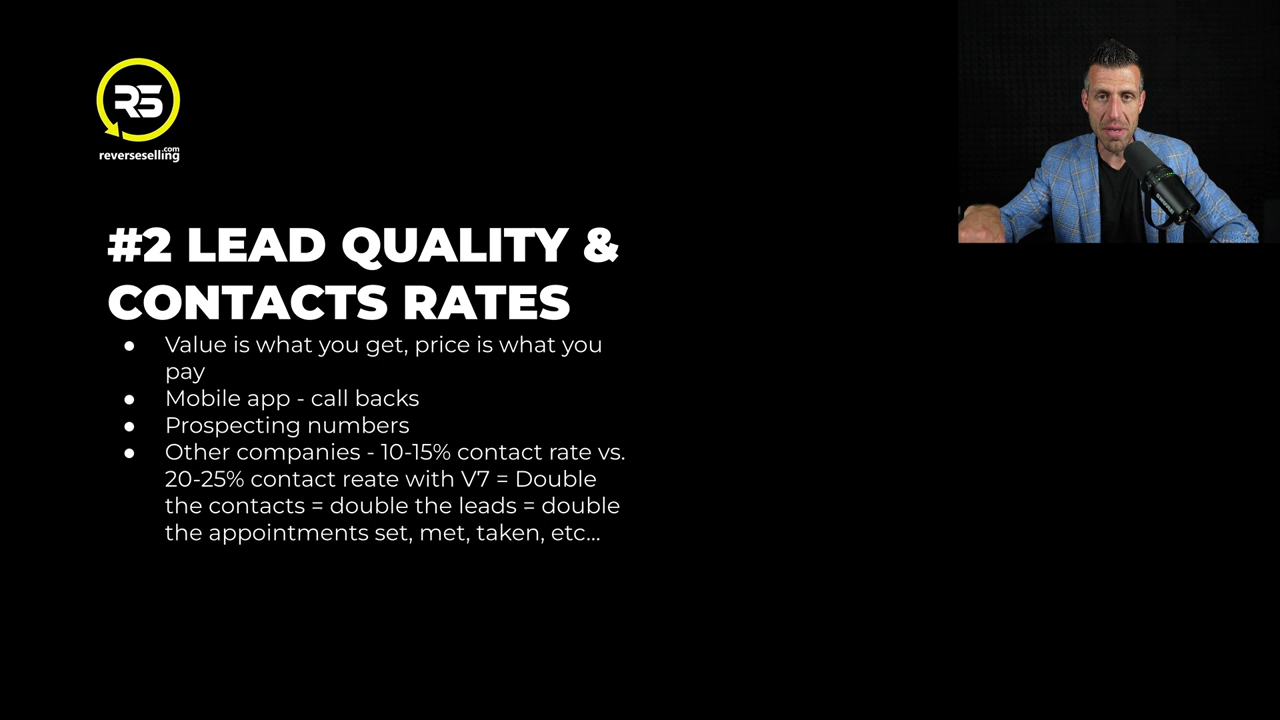 RS
.com
reverseselling
#2 LEAD QUALITY &
CONTACTS RATES
● Value is what you get, price is what you
pay
● Mobile app - call backs
● Prospecting numbers
● Other companies - 10-15% contact rate vs.
20-25% contact reate with V7 = Double
the contacts = double the leads = double
the appointments set, met, taken, etc...